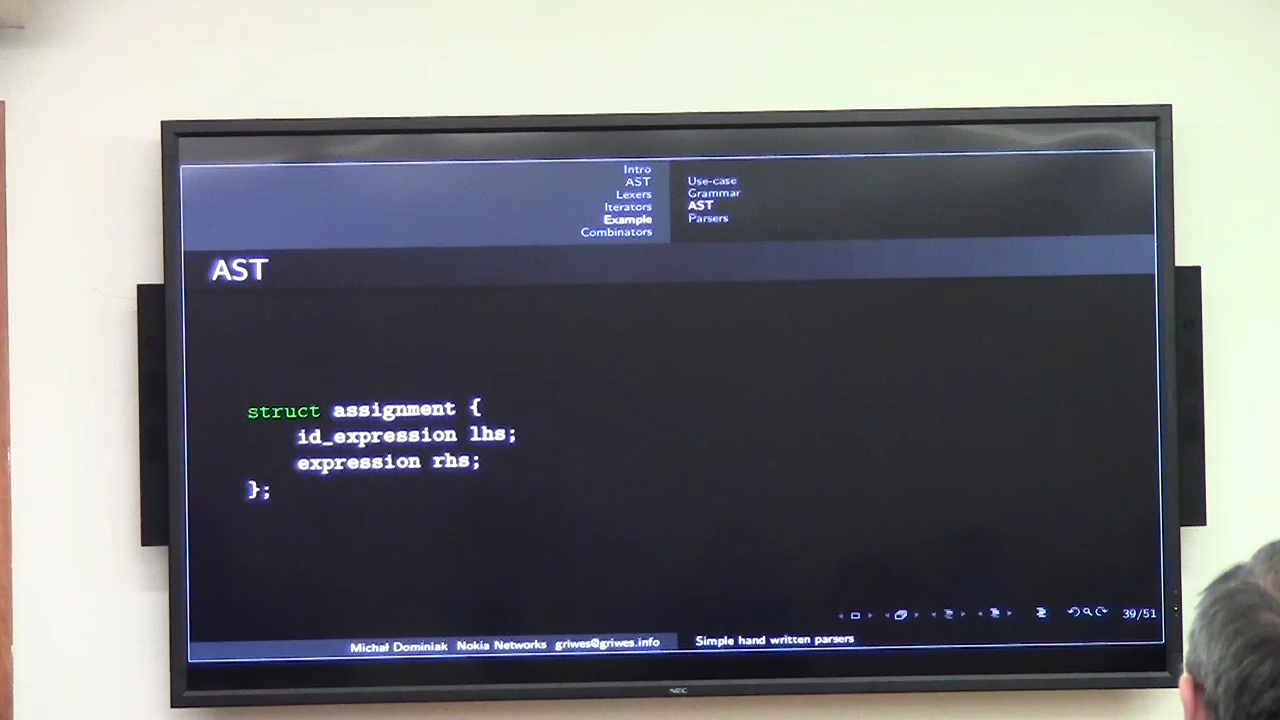 Intro
AST
Lexers
Iterators
Example
Combinators
Use-case
Grammar
AST
Parsers
AST
struct assignment {
    id_expression lhs;
    expression rhs;
};
39/51
Michał Dominiak Nokia Networks griwes@griwes.info
Simple hand written parsers
NEC